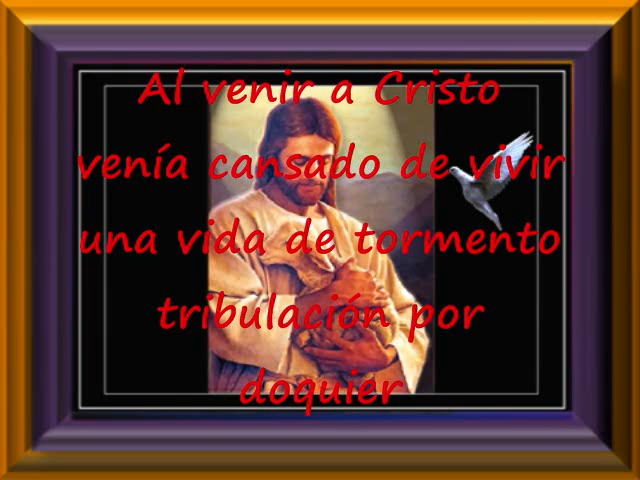 Al venir a Cristo
venía cansado de vivir
una vida de tormento
tribulación por
doquier